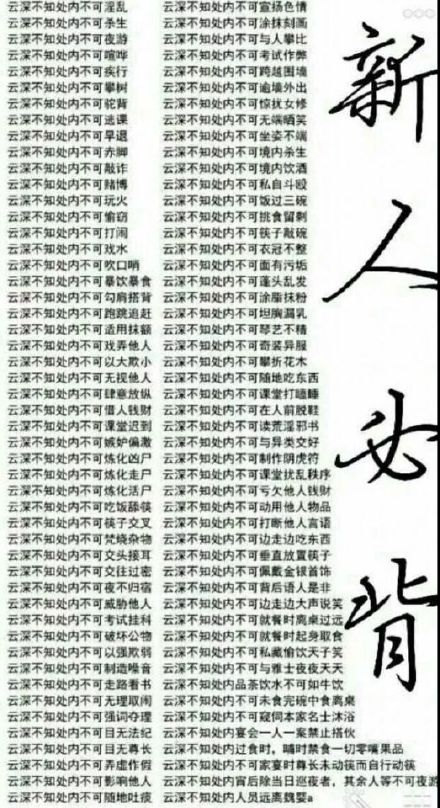 云深不知处内不可淫乱
云深不知处内不可杀生
云深不知处内不可夜游
云深不知处内不可喧哗
云深不知处内不可疾行
云深不知处内不可攀树
云深不知处内不可驼背
云深不知处内不可逃课
云深不知处内不可早退
云深不知处内不可赤脚
云深不知处内不可敲诈
云深不知处内不可赌博
云深不知处内不可玩火
云深不知处内不可偷窃
云深不知处内不可打闹
云深不知处内不可戏水
云深不知处内不可吹口哨
云深不知处内不可暴饮暴食
云深不知处内不可勾肩搭背
云深不知处内不可跑跳追赶
云深不知处内不可适用抹额
云深不知处内不可戏弄他人
云深不知处内不可以大欺小
云深不知处内不可无视他人
云深不知处内不可肆意放纵
云深不知处内不可借人钱财
云深不知处内不可课堂迟到
云深不知处内不可嫉妒偏激
云深不知处内不可炼化凶尸
云深不知处内不可炼化走尸
云深不知处内不可炼化活尸
云深不知处内不可吃饭舔筷
云深不知处内不可筷子交叉
云深不知处内不可焚烧杂物
云深不知处内不可交头接耳
云深不知处内不可交往过密
云深不知处内不可夜不归宿
云深不知处内不可威胁他人
云深不知处内不可考试挂科
云深不知处内不可破坏公物
云深不知处内不可以强欺弱
云深不知处内不可制造噪音
云深不知处内不可走路看书
云深不知处内不可无理取闹
云深不知处内不可强词夺理
云深不知处内不可目无法纪
云深不知处内不可目无尊长
云深不知处内不可弄虚作假
云深不知处内不可影响他人
云深不知处内不可随地吐痰
云深不知处内不可宣扬色情
云深不知处内不可涂抹刻画
云深不知处内不可与人攀比
云深不知处内不可考试作弊
云深不知处内不可跨越围墙
云深不知处内不可逾墙外出
云深不知处内不可惊扰女修
云深不知处内不可无端哂笑
云深不知处内不可坐姿不端
云深不知处内不可境内杀生
云深不知处内不可境内饮酒
云深不知处内不可私自斗殴
云深不知处内不可饭过三碗
云深不知处内不可挑食留剩
云深不知处内不可筷子敲碗
云深不知处内不可衣冠不整
云深不知处内不可面有污垢
云深不知处内不可蓬头乱发
云深不知处内不可涂脂抹粉
云深不知处内不可坦胸漏乳
云深不知处内不可琴艺不精
云深不知处内不可奇装异服
云深不知处内不可攀折花木
云深不知处内不可随地吃东西
云深不知处内不可课堂打瞌睡
云深不知处内不可在人前脱鞋
云深不知处内不可读荒淫邪书
云深不知处内不可与异类交好
云深不知处内不可制作阴虎符
云深不知处内不可课堂扰乱秩序
云深不知处内不可亏欠他人钱财
云深不知处内不可动用他人物品
云深不知处内不可打断他人言语
云深不知处内不可边走边吃东西
云深不知处内不可垂直放置筷子
云深不知处内不可佩戴金银首饰
云深不知处内不可背后语人是非
云深不知处内不可边走边大声说笑
云深不知处内不可就餐时离桌过远
云深不知处内不可就餐时起身取食
云深不知处内不可私藏偷饮天子笑
云深不知处内不可与雅士夜夜天天
云深不知处内品茶饮水不可如牛饮
云深不知处内不可未食完碗中食离桌
云深不知处内不可窥伺本家名士沐浴
云深不知处内宴会一人一案禁止搭伙
云深不知处内过食时，哺时禁食一切零嘴果品
云深不知处内不可家宴时尊长未动筷而自行动筷
云深不知处内宵后除当日巡夜者，其余人等不可夜游
云深不知处内人员远离魏婴。
新人必背